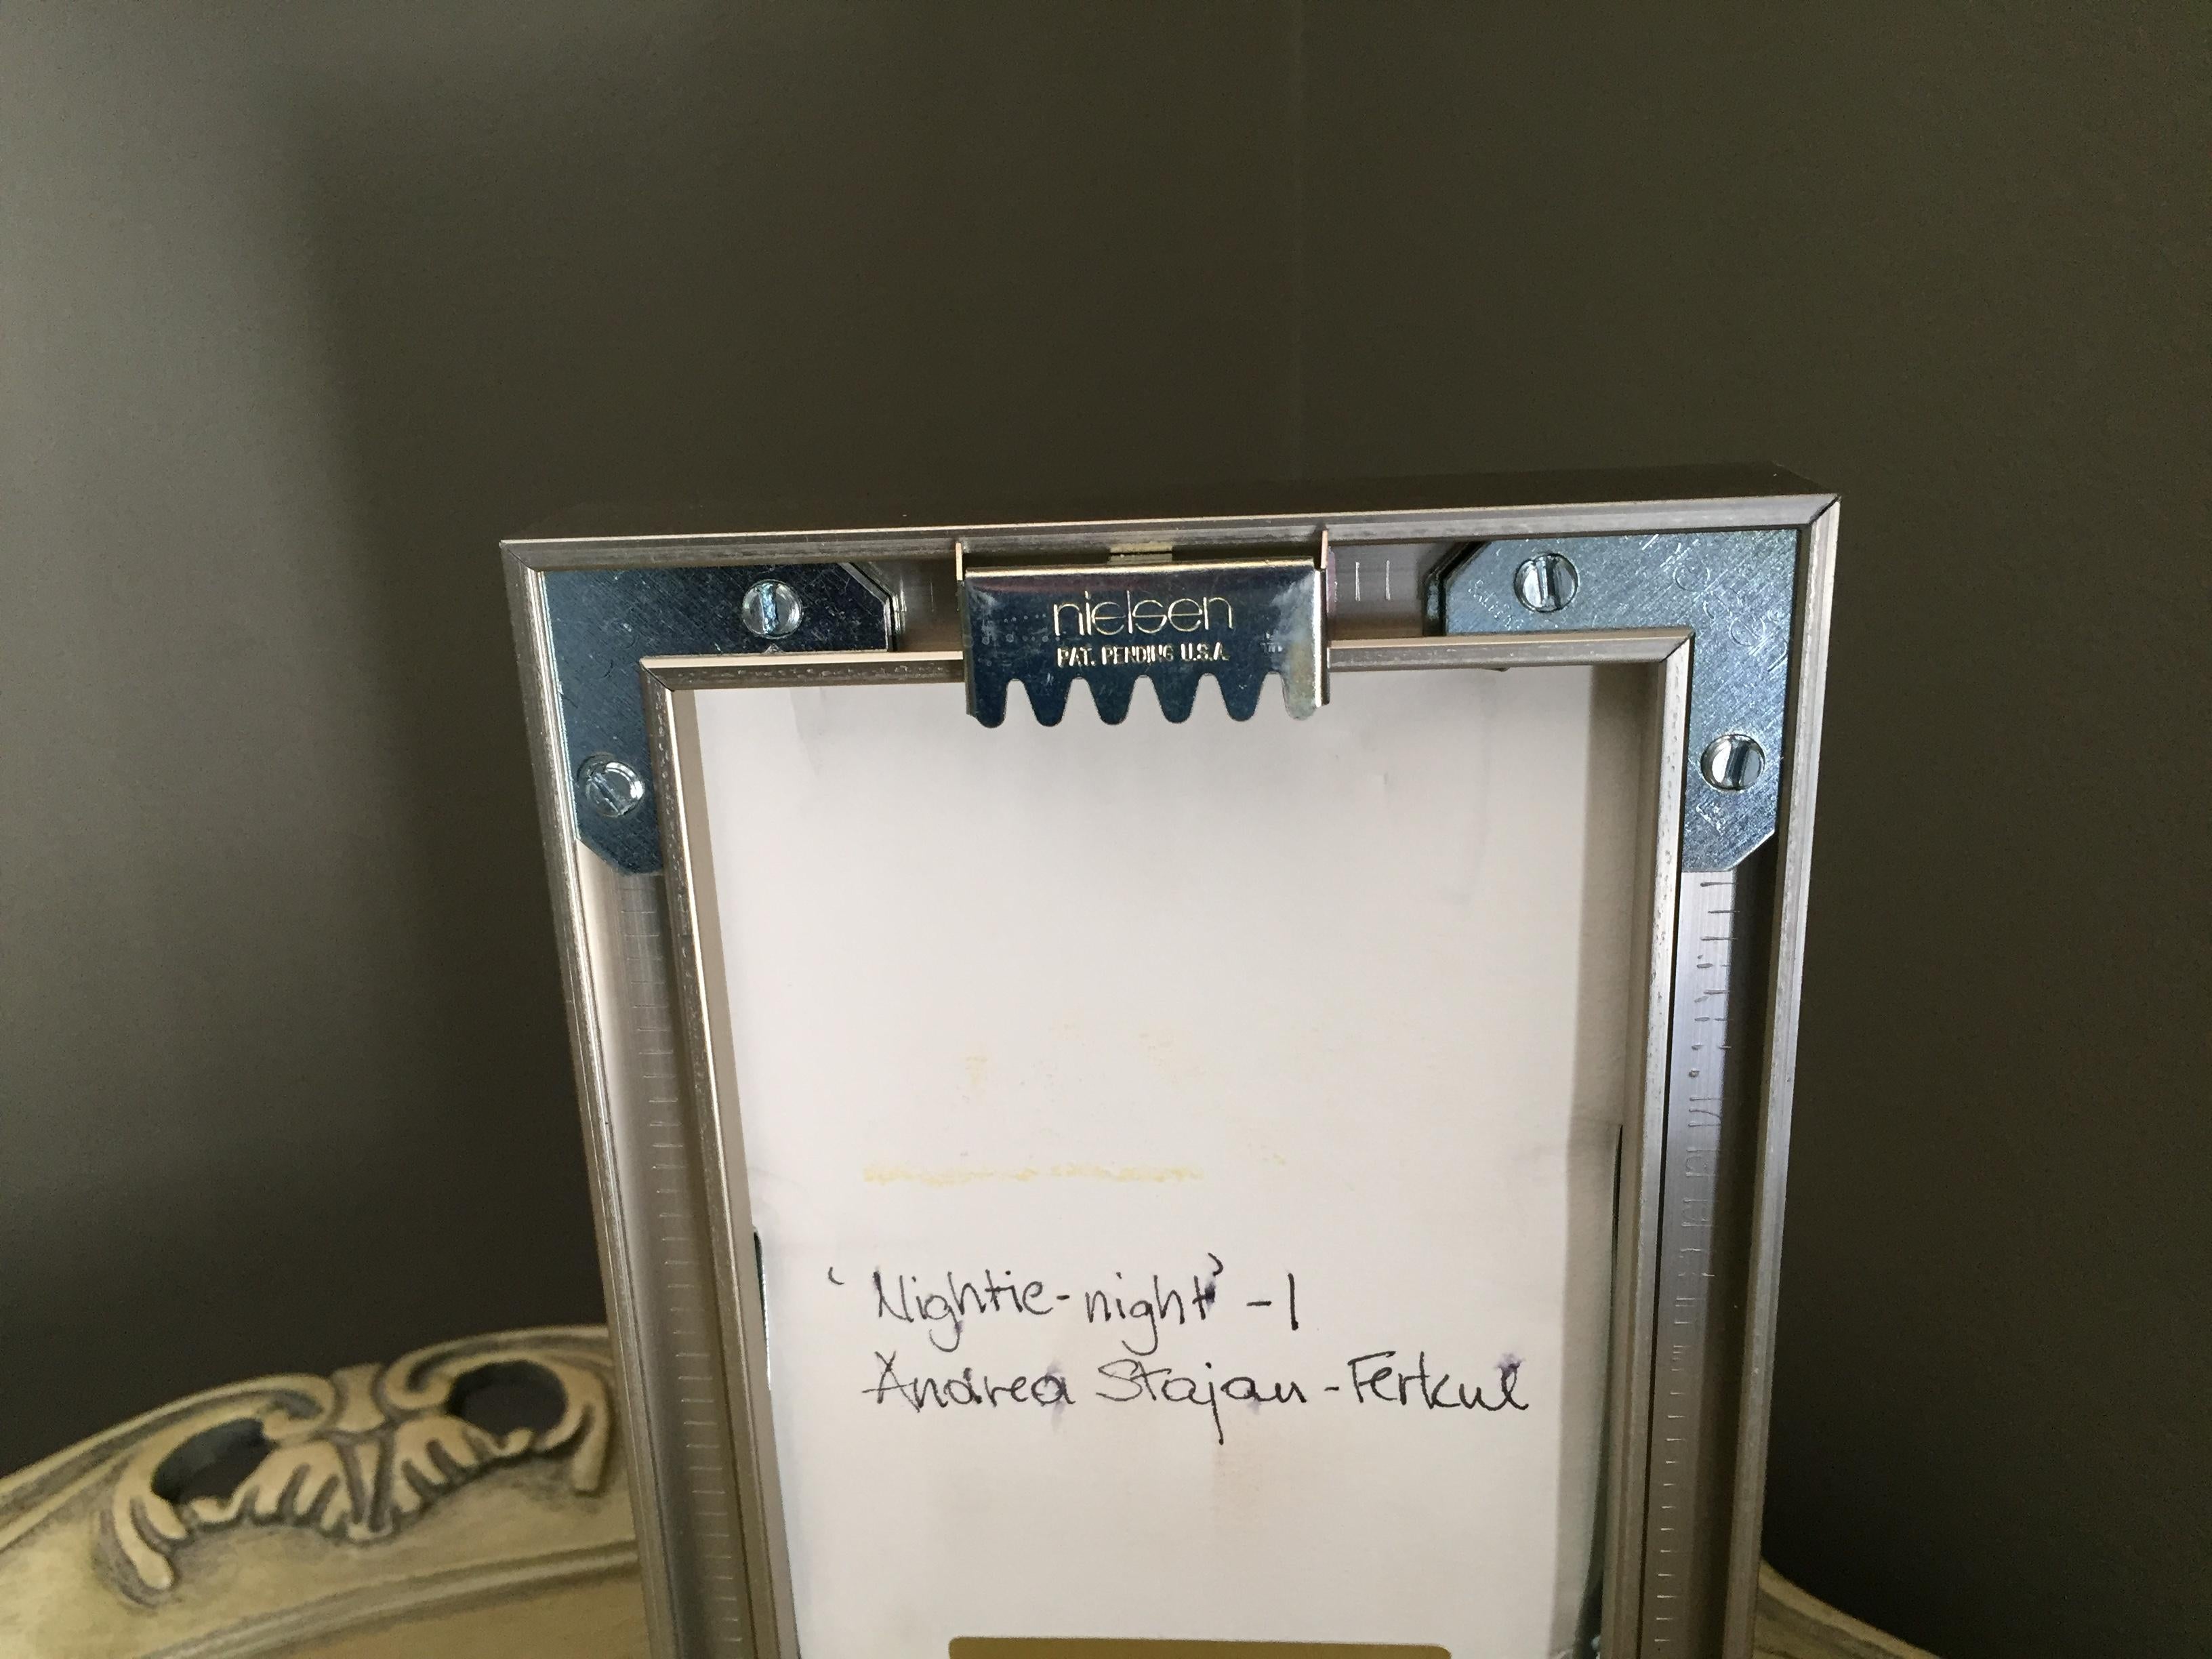 nielsen
PAT. PENDING U.S.A.
'Nightie-night' -1
Andrea Stajan-Ferkul